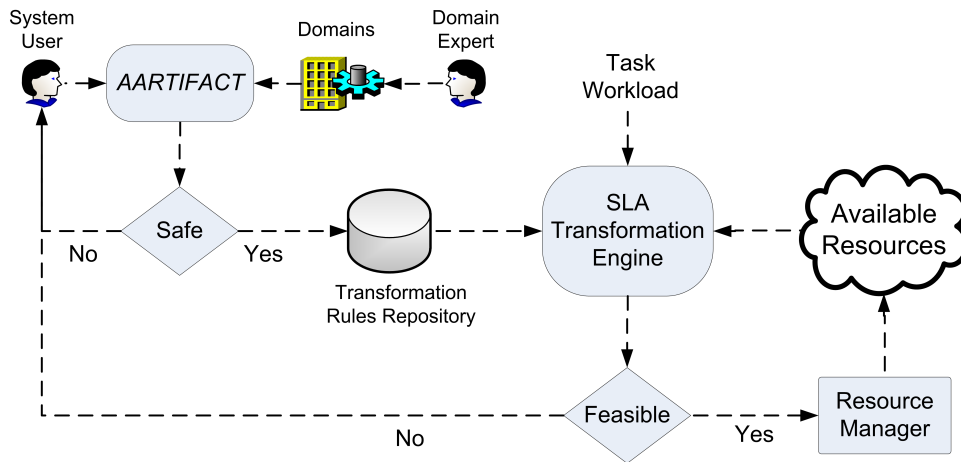 System
User
Domains
Domain
Expert
AARTIFACT
Task
Workload
Safe
No
Yes
Transformation
Rules Repository
SLA
Transformation
Engine
Available
Resources
Feasible
No
Yes
Resource
Manager